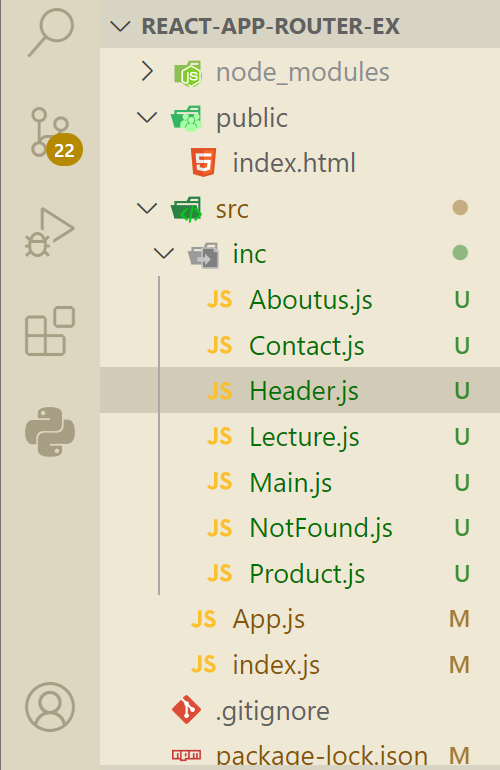 REACT-APP-ROUTER-EX
node_modules
public
index.html
22
src
inc
JS Aboutus.js U
JS Contact.js U
JS Header.js U
JS Lecture.js U
JS Main.js U
JS NotFound.js U
JS Product.js U
JS App.js M
JS index.js M
.gitignore
package-lock.json M